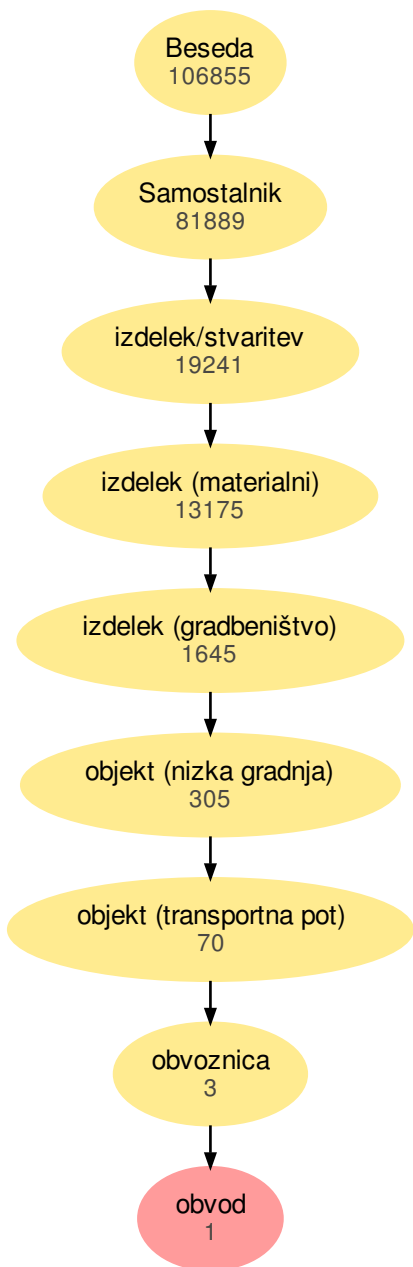 Beseda
106855
Samostalnik
81889
izdelek/stvaritev
19241
izdelek (materialni)
13175
izdelek (gradbeništvo)
1645
objekt (nizka gradnja)
305
objekt (transportna pot)
70
obvoznica
3
obvod
1